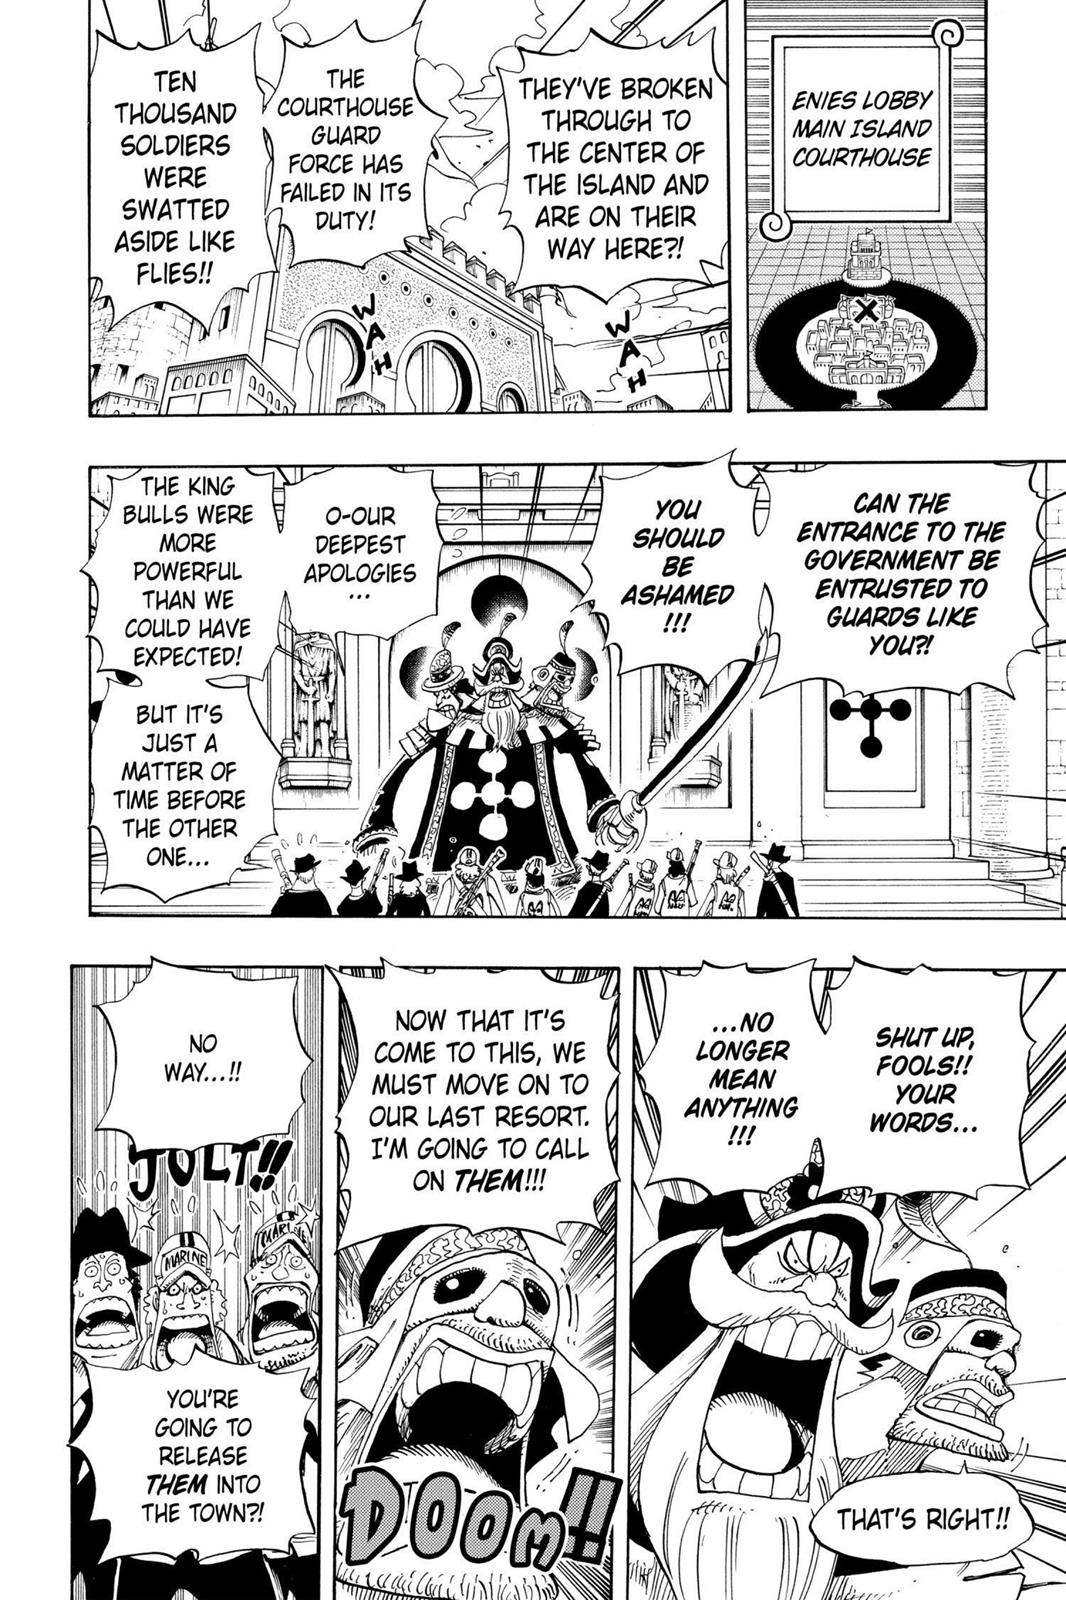 ENIES LOBBY
MAIN ISLAND
COURTHOUSE
THEY'VE BROKEN
THROUGH TO
THE CENTER OF
THE ISLAND AND
ARE ON THEIR
WAY HERE?!
THE
COURTHOUSE
GUARD
FORCE HAS
FAILED IN ITS
DUTY!
TEN
THOUSAND
SOLDIERS
WERE
SWATTED
ASIDE LIKE
FLIES!!
WAH
WAH
CAN THE
ENTRANCE TO THE
GOVERNMENT BE
ENTRUSTED TO
GUARDS LIKE
YOU?!
YOU
SHOULD
BE
ASHAMED
!!!
O-OUR
DEEPEST
APOLOGIES
...
THE KING
BULLS WERE
MORE
POWERFUL
THAN WE
COULD HAVE
EXPECTED!
BUT IT'S
JUST A
MATTER OF
TIME BEFORE
THE OTHER
ONE...
SHUT UP,
FOOLS!!
YOUR
WORDS...
...NO
LONGER
MEAN
ANYTHING
!!!
THAT'S RIGHT!!
NOW THAT IT'S
COME TO THIS, WE
MUST MOVE ON TO
OUR LAST RESORT.
I'M GOING TO CALL
ON THEM!!!
DOOM!!
NO
WAY...!!
JOLT!!
MARINE
MARINE
YOU'RE
GOING TO
RELEASE
THEM INTO
THE TOWN?!